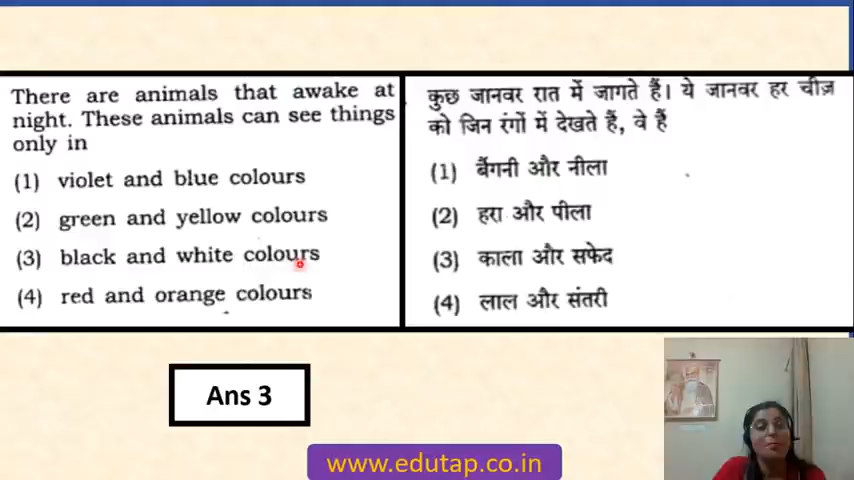 There are animals that awake at
night. These animals can see things
only in
(1) violet and blue colours
(2) green and yellow colours
(3) black and white colours
(4) red and orange colours
कुछ जानवर रात में जागते हैं। ये जानवर हर चीज़
को जिन रंगों में देखते हैं, वे हैं
(1) बैंगनी और नीला
(2) हरा और पीला
(3) काला और सफेद
(4) लाल और संतरी
Ans 3
www.edutap.co.in